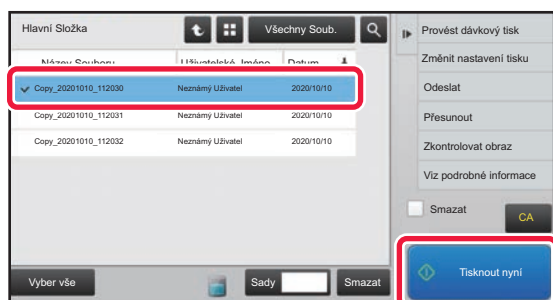 Hlavní Složka
Všechny Soub.
Název Souboru Uživatelské Jméno Datum
Copy_20201010_112030 Neznámý Uživatel 2020/10/10
Copy_20201010_112031 Neznámý Uživatel 2020/10/10
Copy_20201010_112032 Neznámý Uživatel 2020/10/10
Vyber vše
Sady
Smazat
Provést dávkový tisk
Změnit nastavení tisku
Odeslat
Přesunout
Zkontrolovat obraz
Viz podrobné informace
Smazat
CA
Tisknout nyní